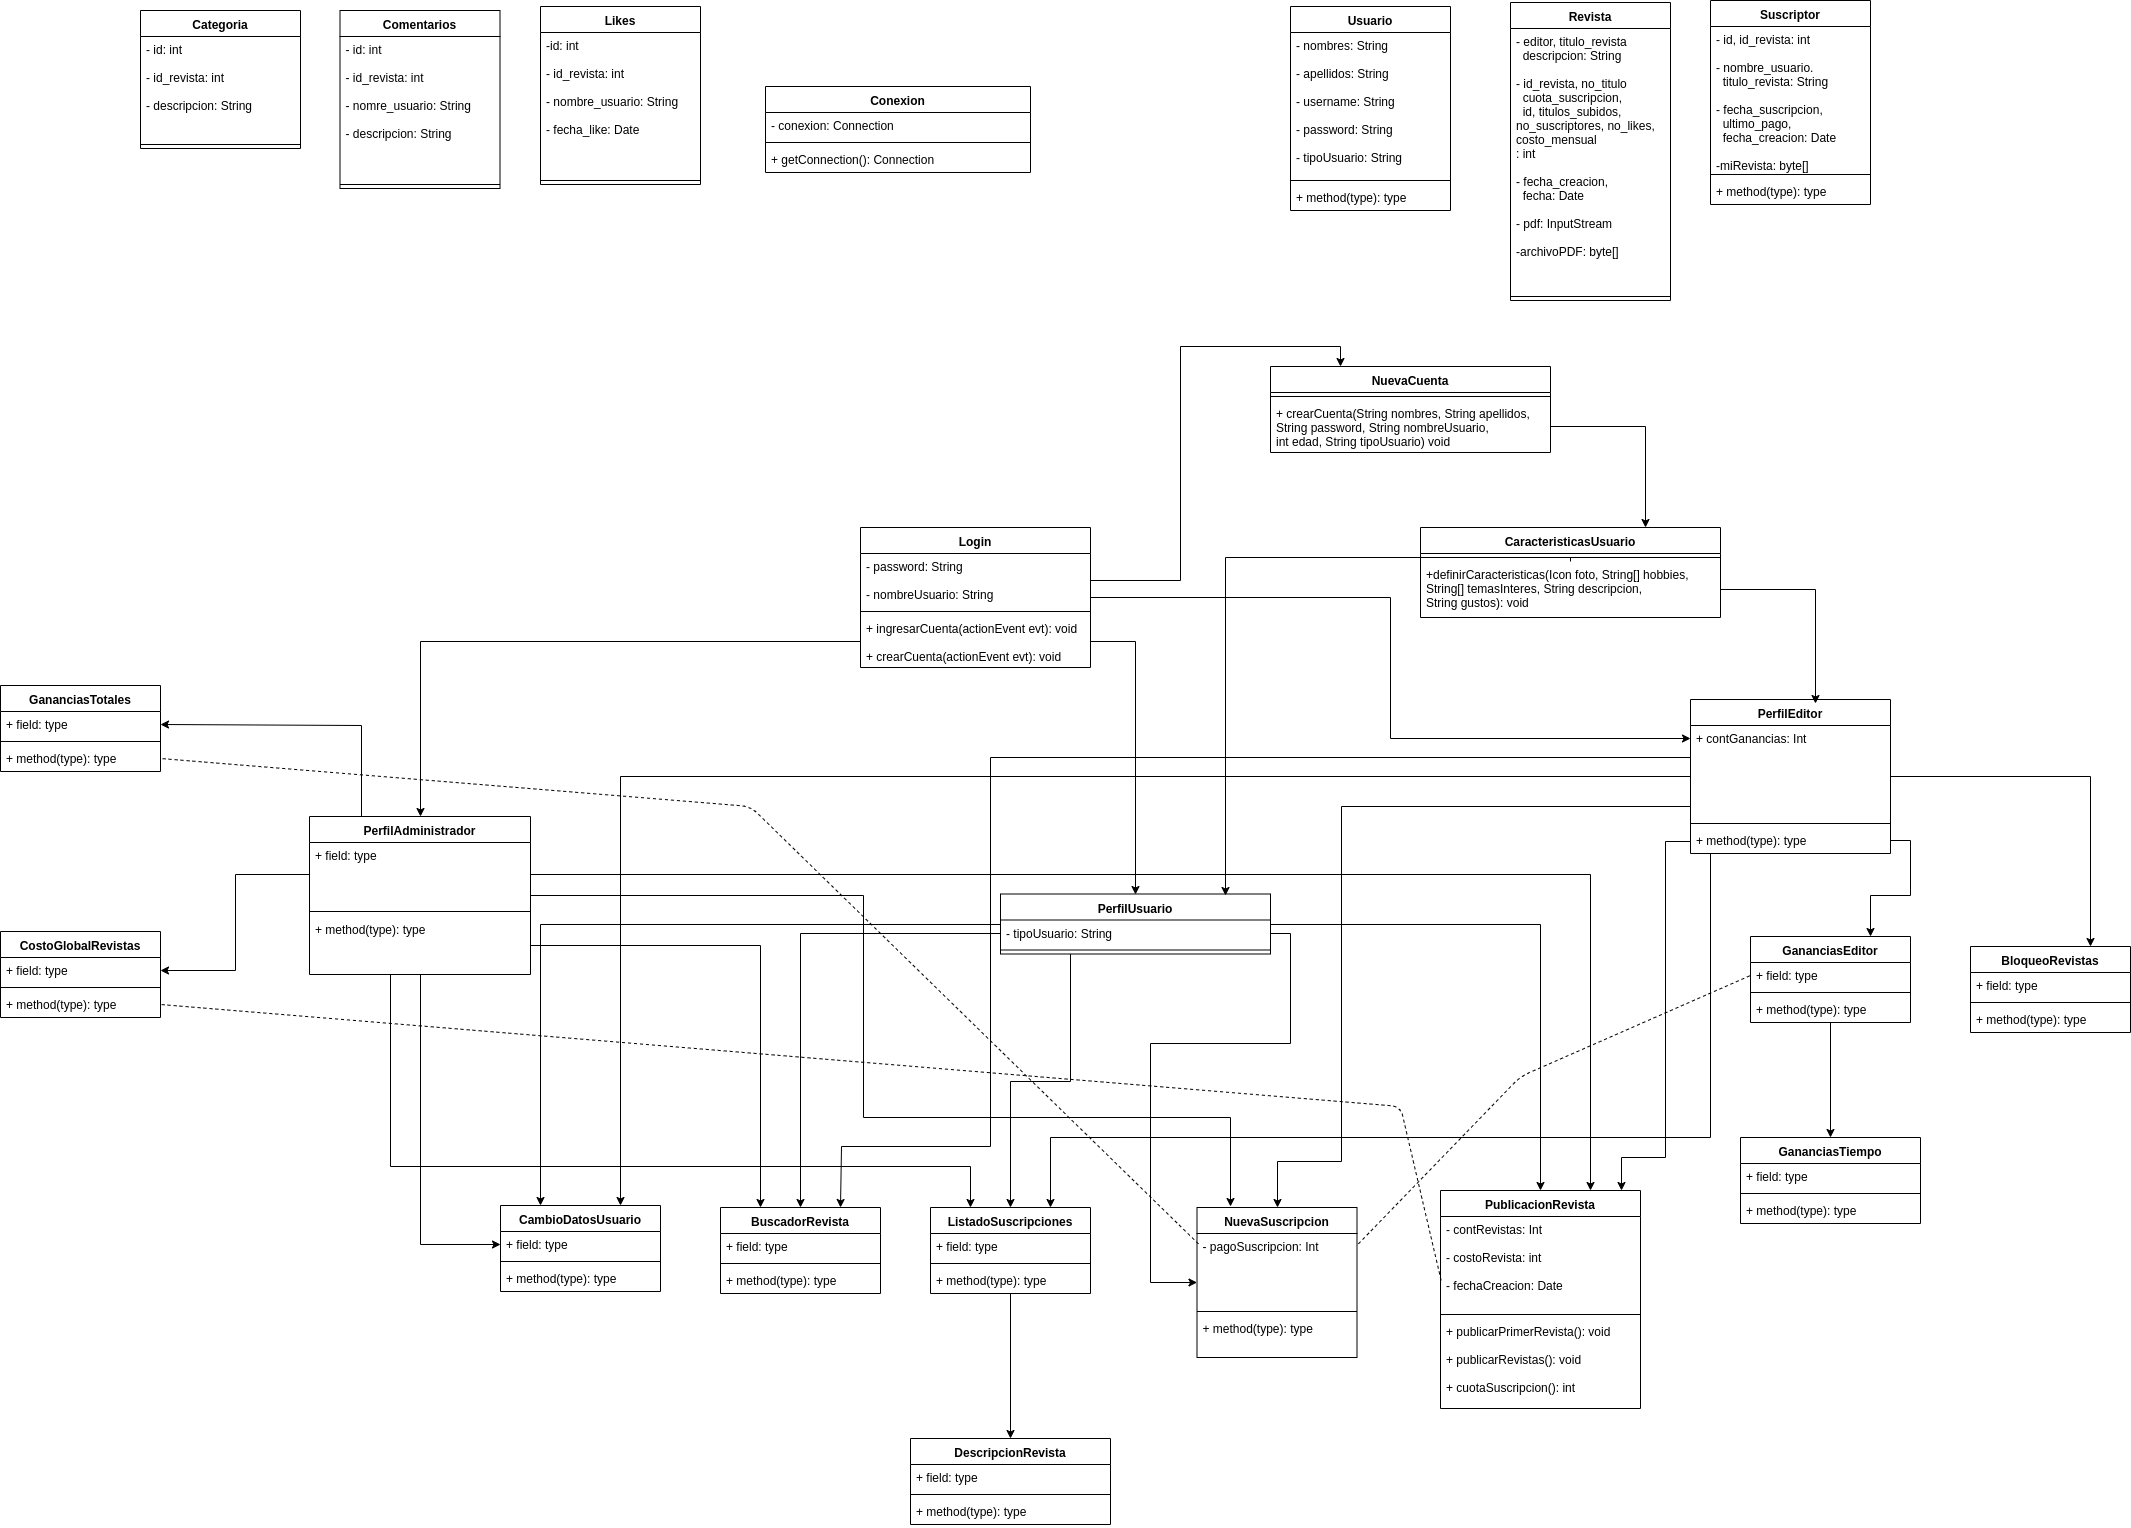 Categoria
- id: int
- id_revista: int
- descripcion: String
Comentarios
- id: int
- id_revista: int
- nomre_usuario: String
- descripcion: String
Likes
-id: int
- id_revista: int
- nombre_usuario: String
- fecha_like: Date
Conexion
- conexion: Connection
+ getConnection(): Connection
Usuario
- nombres: String
- apellidos: String
- username: String
- password: String
- tipoUsuario: String
+ method(type): type
Revista
- editor, titulo_revista
descripcion: String
- id_revista, no_titulo
cuota_suscripcion,
id, titulos_subidos,
no_suscriptores, no_likes,
costo_mensual
: int
- fecha_creacion,
fecha: Date
- pdf: InputStream
-archivoPDF: byte[]
Suscriptor
- id, id_revista: int
- nombre_usuario.
titulo_revista: String
- fecha_suscripcion,
ultimo_pago,
fecha_creacion: Date
-miRevista: byte[]
+ method(type): type
NuevaCuenta
+ crearCuenta(String nombres, String apellidos,
String password, String nombreUsuario,
int edad, String tipoUsuario) void
Login
- password: String
- nombreUsuario: String
+ ingresarCuenta(actionEvent evt): void
+ crearCuenta(actionEvent evt): void
CaracteristicasUsuario
+definirCaracteristicas(Icon foto, String[] hobbies,
String[] temasInteres, String descripcion,
String gustos): void
GananciasTotales
+ field: type
+ method(type): type
PerfilEditor
+ contGanancias: Int
+ method(type): type
PerfilAdministrador
+ field: type
+ method(type): type
PerfilUsuario
- tipoUsuario: String
CostoGlobalRevistas
+ field: type
+ method(type): type
GananciasEditor
+ field: type
+ method(type): type
BloqueoRevistas
+ field: type
+ method(type): type
GananciasTiempo
+ field: type
+ method(type): type
CambioDatosUsuario
+ field: type
+ method(type): type
BuscadorRevista
+ field: type
+ method(type): type
ListadoSuscripciones
+ field: type
+ method(type): type
NuevaSuscripcion
- pagoSuscripcion: Int
+ method(type): type
PublicacionRevista
- contRevistas: Int
- costoRevista: int
- fechaCreacion: Date
+ publicarPrimerRevista(): void
+ publicarRevistas(): void
+ cuotaSuscripcion(): int
DescripcionRevista
+ field: type
+ method(type): type